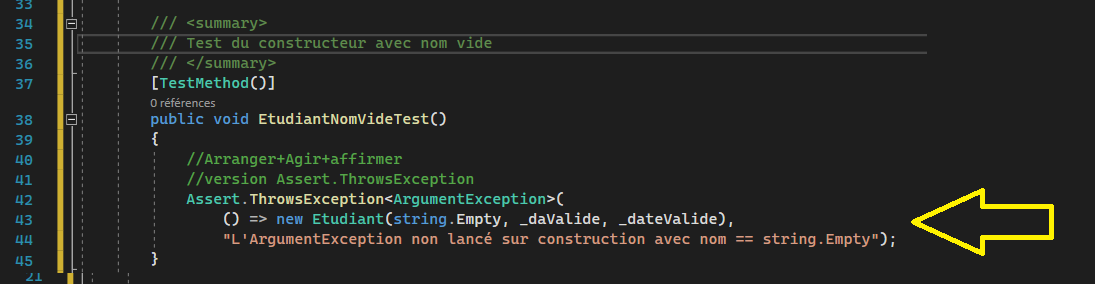 33
34 /// <summary>
35 /// Test du constructeur avec nom vide
36 /// </summary>
37 [TestMethod()]
0 références
38 public void EtudiantNomVideTest()
39 {
40 //Arranger+Agir+affirmer
41 //version Assert.ThrowsException
42 Assert.ThrowsException<ArgumentException>(
43 () => new Etudiant(string.Empty, _daValide, _dateValide),
44 "L'ArgumentException non lancé sur construction avec nom == string.Empty");
45 }
21